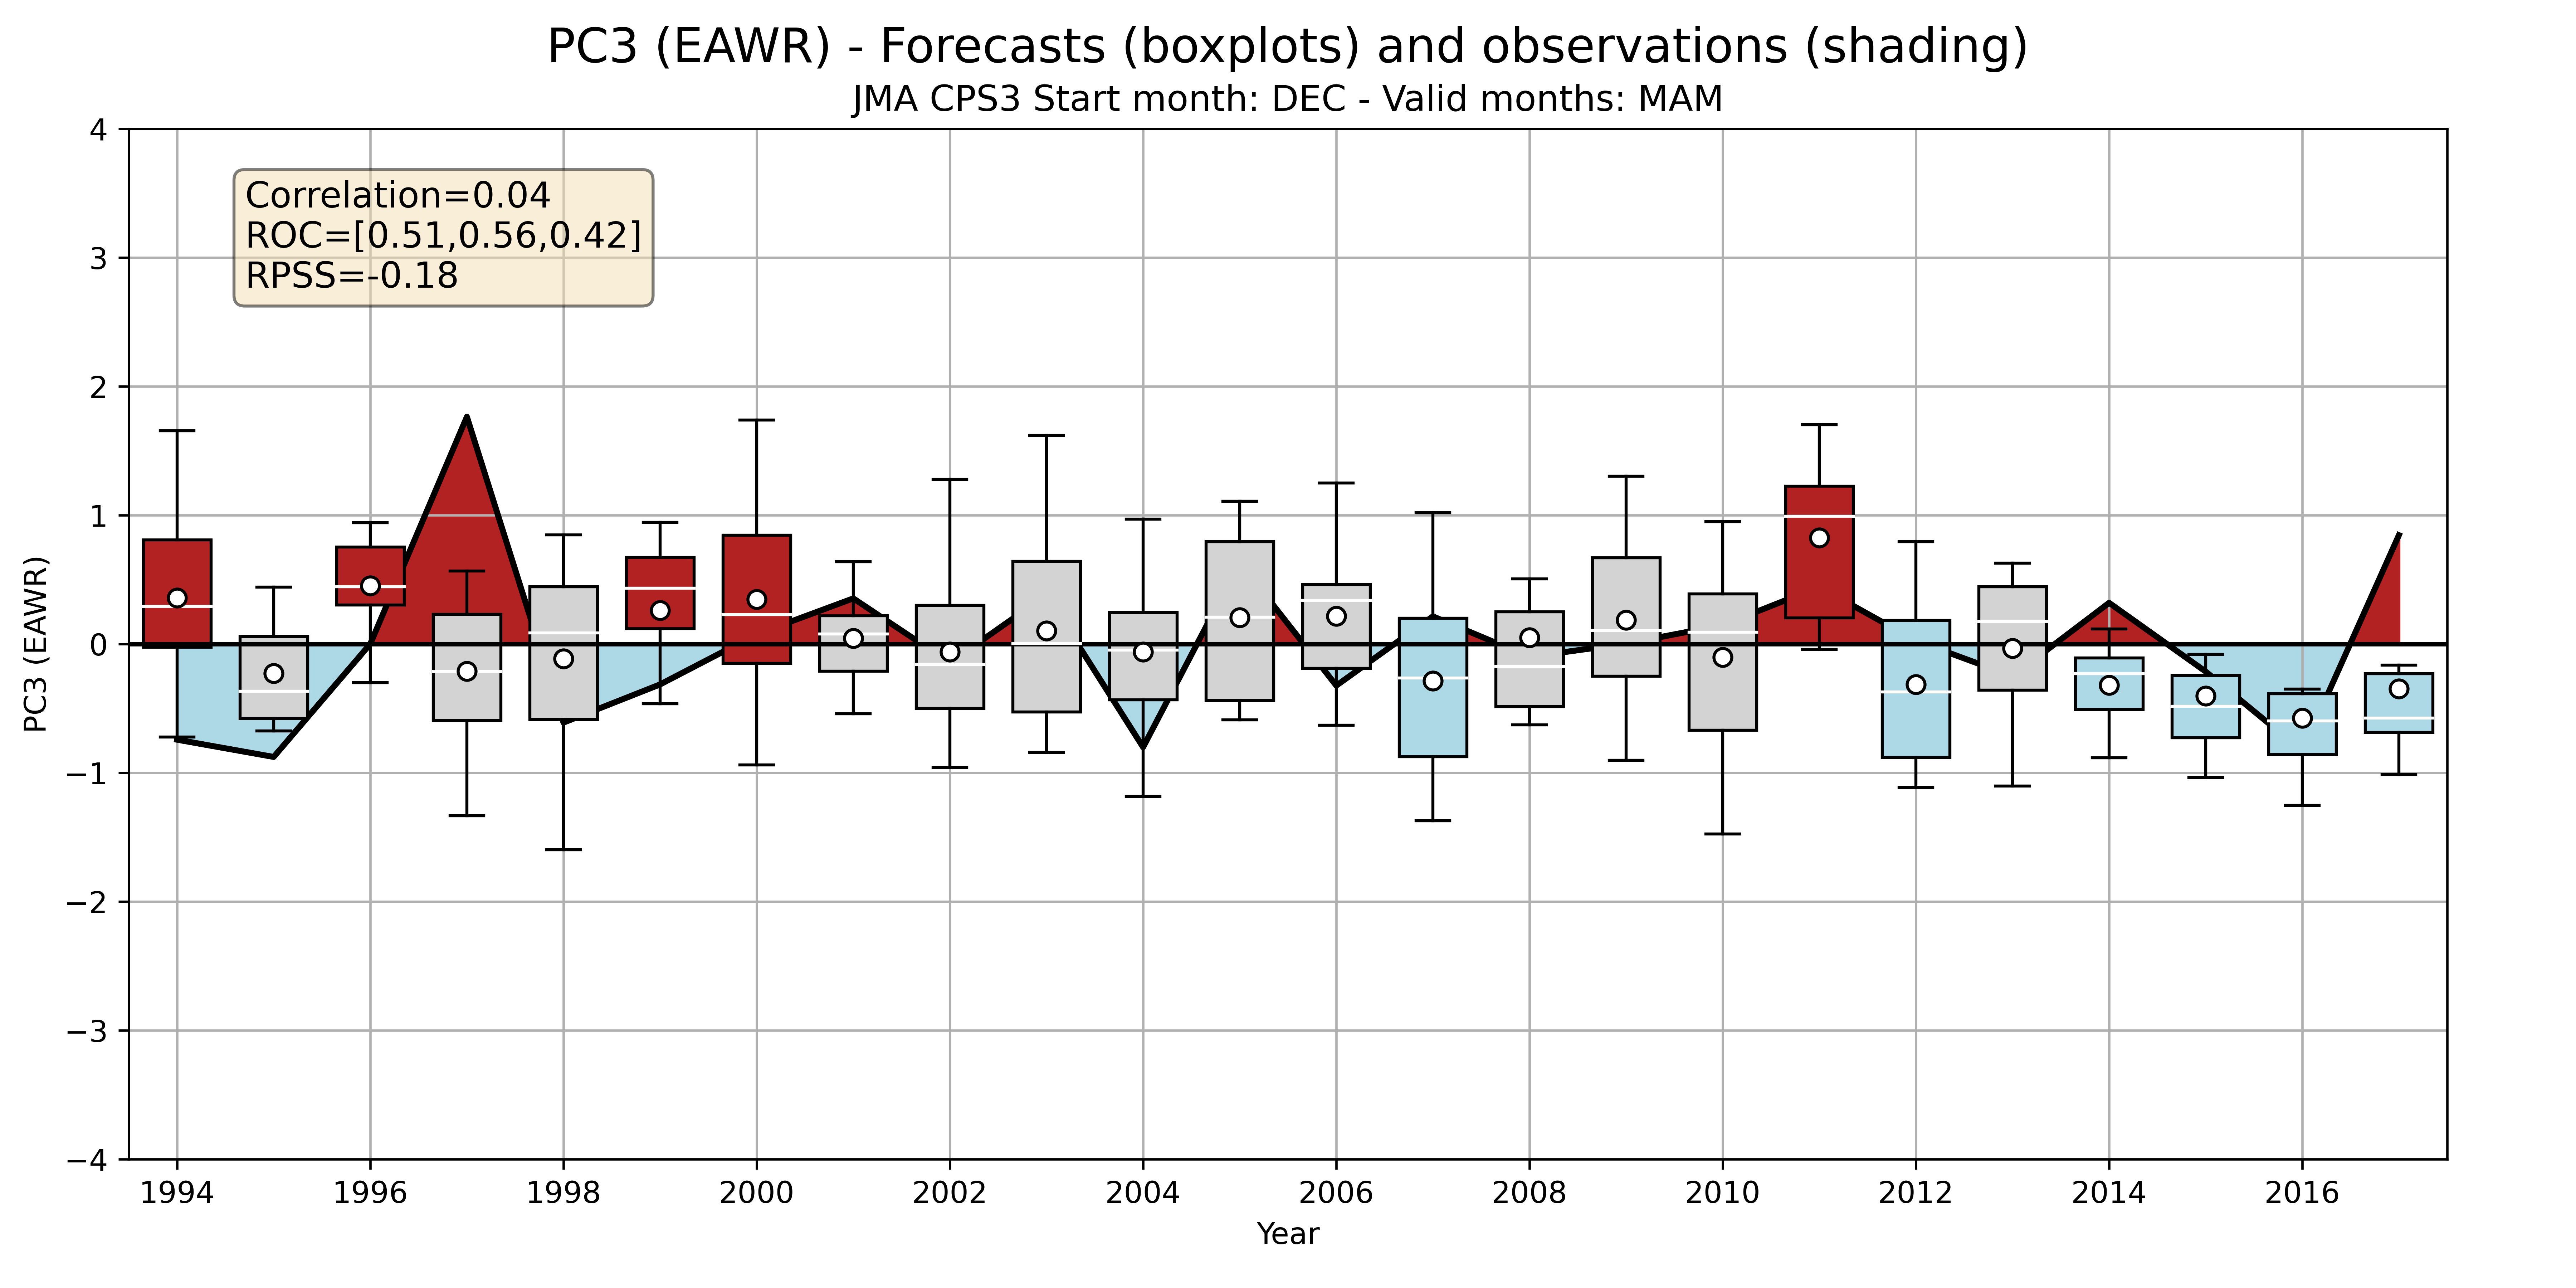 PC3 (EAWR) - Forecasts (boxplots) and observations (shading)
JMA CPS3 Start month: DEC - Valid months: MAM
Correlation=0.04
ROC=[0.51,0.56,0.42]
RPSS=-0.18
PC3 (EAWR)
4
3
2
1
0
−1
−2
−3
−4
1994 1996 1998 2000 2002 2004 2006 2008 2010 2012 2014 2016
Year